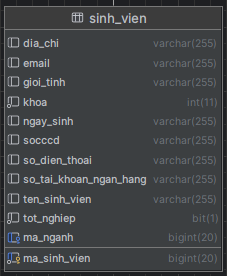 sinh_vien
dia_chi varchar(255)
email varchar(255)
gioi_tinh varchar(255)
khoa int(11)
ngay_sinh varchar(255)
socccd varchar(255)
so_dien_thoai varchar(255)
so_tai_khoan_ngan_hang varchar(255)
ten_sinh_vien varchar(255)
tot_nghiep bit(1)
ma_nganh bigint(20)
ma_sinh_vien bigint(20)